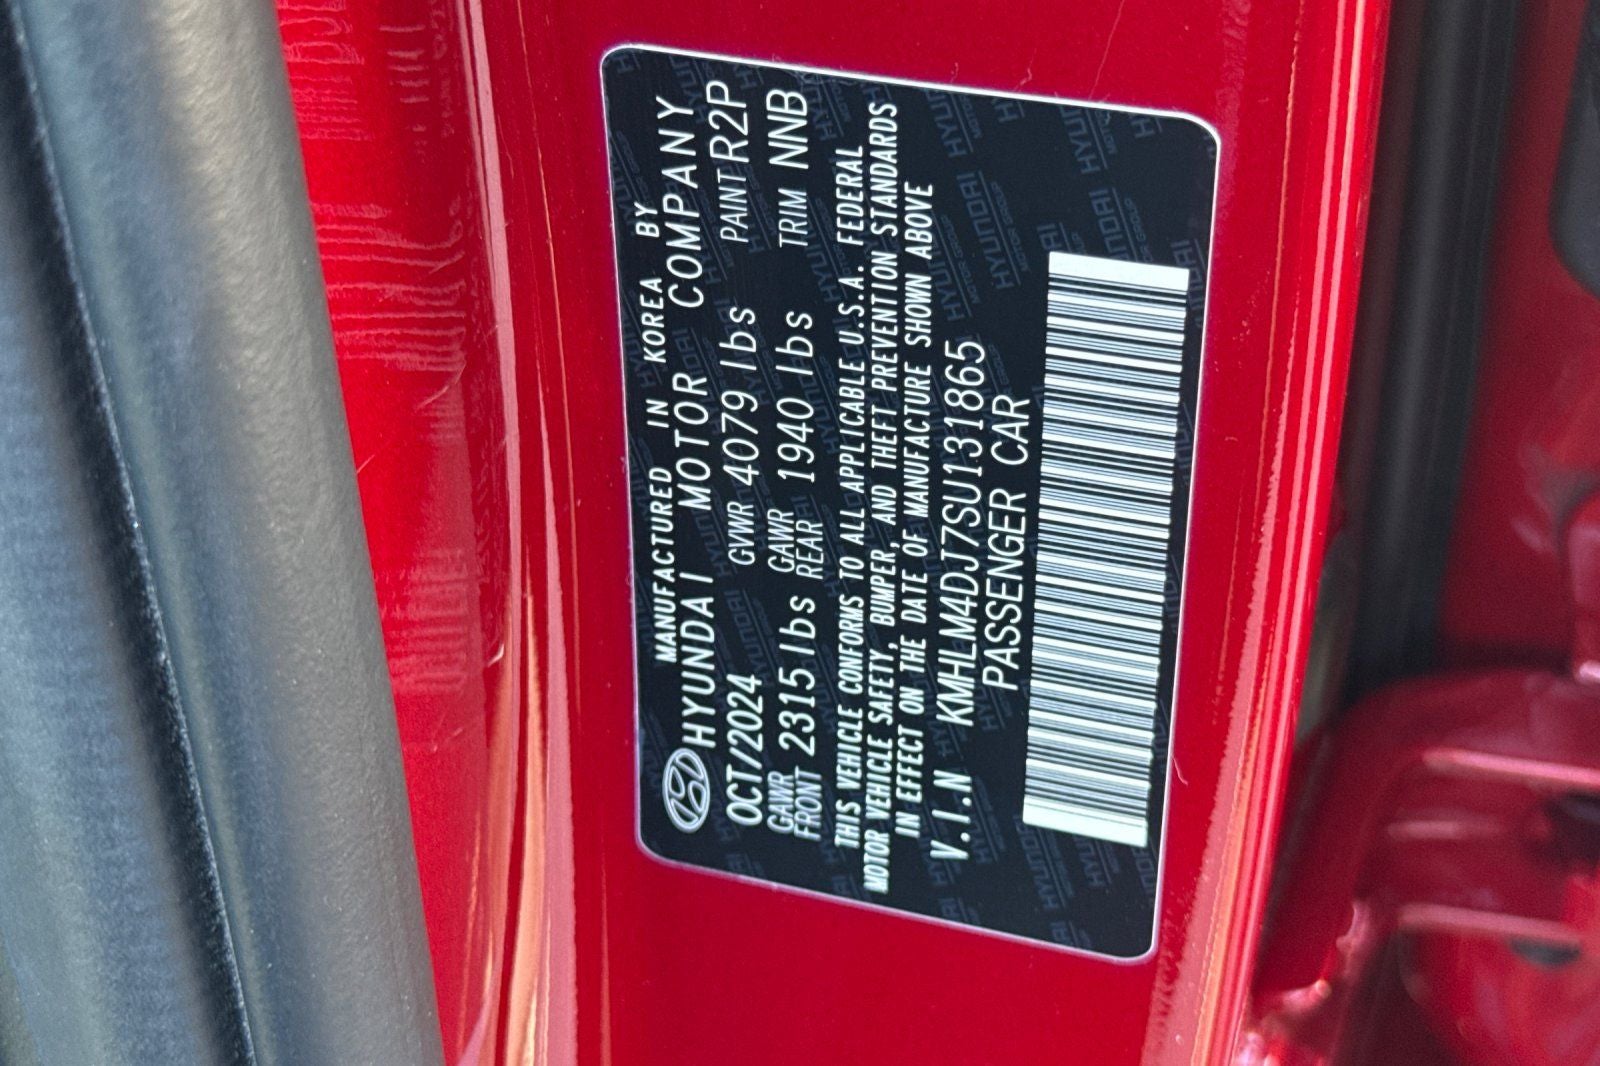 MANUFACTURED IN KOREA BY
HYUNDAI MOTOR COMPANY
OCT/2024 GVWR 4079 lbs PAINT R2P
GAWR FRONT 2315 lbs GAWR REAR 1940 lbs TRIM NNB
THIS VEHICLE CONFORMS TO ALL APPLICABLE U.S.A. FEDERAL
MOTOR VEHICLE SAFETY, BUMPER, AND THEFT PREVENTION STANDARDS
IN EFFECT ON THE DATE OF MANUFACTURE SHOWN ABOVE
V.I.N KMHLM4DJ7SU131865
PASSENGER CAR